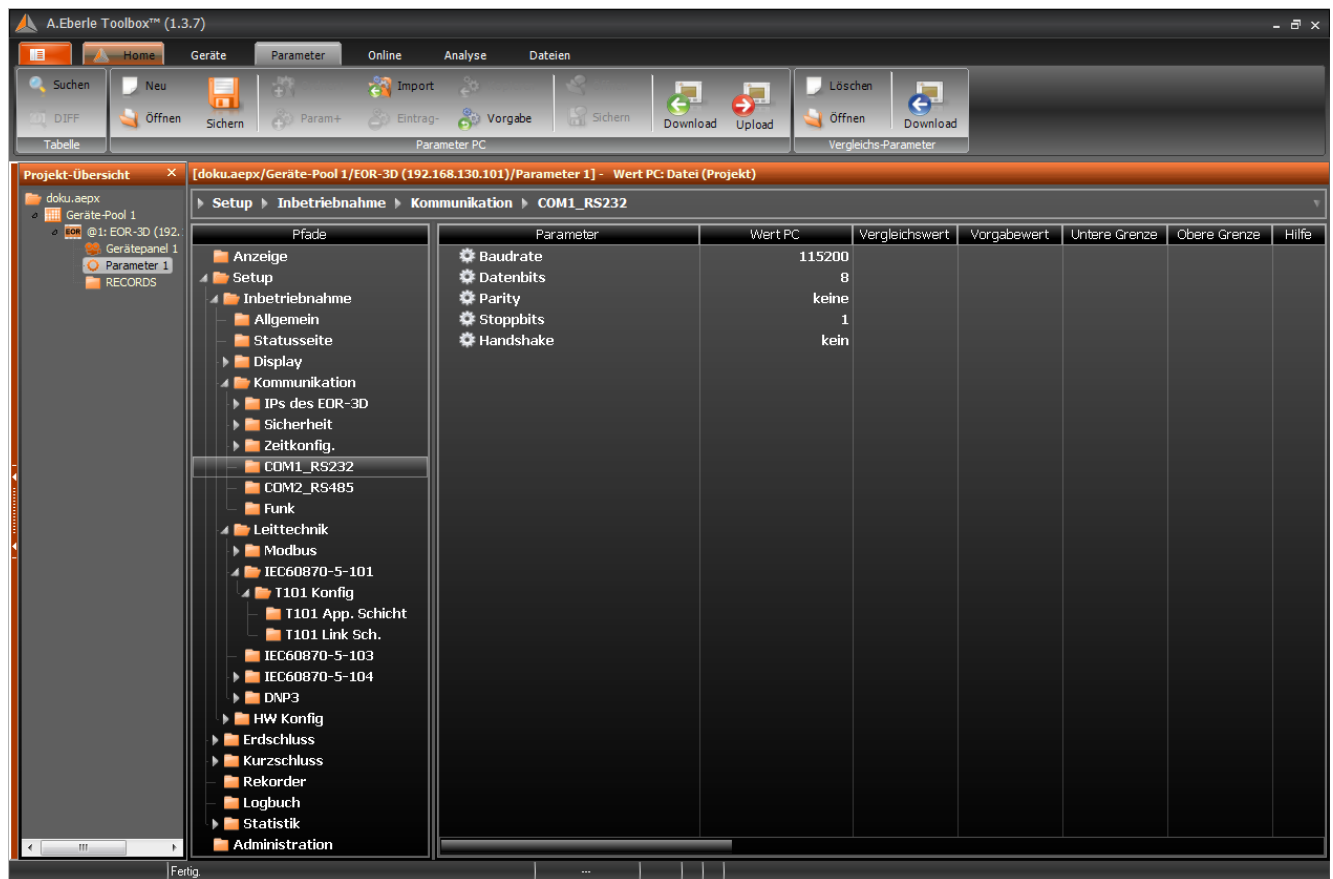 A.Eberle Toolbox™ (1.3.7)
Home Geräte Parameter Online Analyse Dateien
Suchen Neu Import Löschen
DIFF Öffnen Sichern Param+ Eintrag- Vorgabe Sichern Download Upload Öffnen Download
Tabelle Parameter PC Vergleichs-Parameter
Projekt-Übersicht ×
doku.aepx
Geräte-Pool 1
EOR @1: EOR-3D (192.
Gerätepanel 1
Parameter 1
RECORDS
[doku.aepx/Geräte-Pool 1/EOR-3D (192.168.130.101)/Parameter 1] - Wert PC: Datei (Projekt)
Setup Inbetriebnahme Kommunikation COM1_RS232
Pfade
Anzeige
Setup
Inbetriebnahme
Allgemein
Statusseite
Display
Kommunikation
IPs des EOR-3D
Sicherheit
Zeitkonfig.
COM1_RS232
COM2_RS485
Funk
Leittechnik
Modbus
IEC60870-5-101
T101 Konfig
T101 App. Schicht
T101 Link Sch.
IEC60870-5-103
IEC60870-5-104
DNP3
HW Konfig
Erdschluss
Kurzschluss
Rekorder
Logbuch
Statistik
Administration
Parameter Wert PC Vergleichswert Vorgabewert Untere Grenze Obere Grenze Hilfe
Baudrate 115200
Datenbits 8
Parity keine
Stoppbits 1
Handshake kein
Fertig. ...